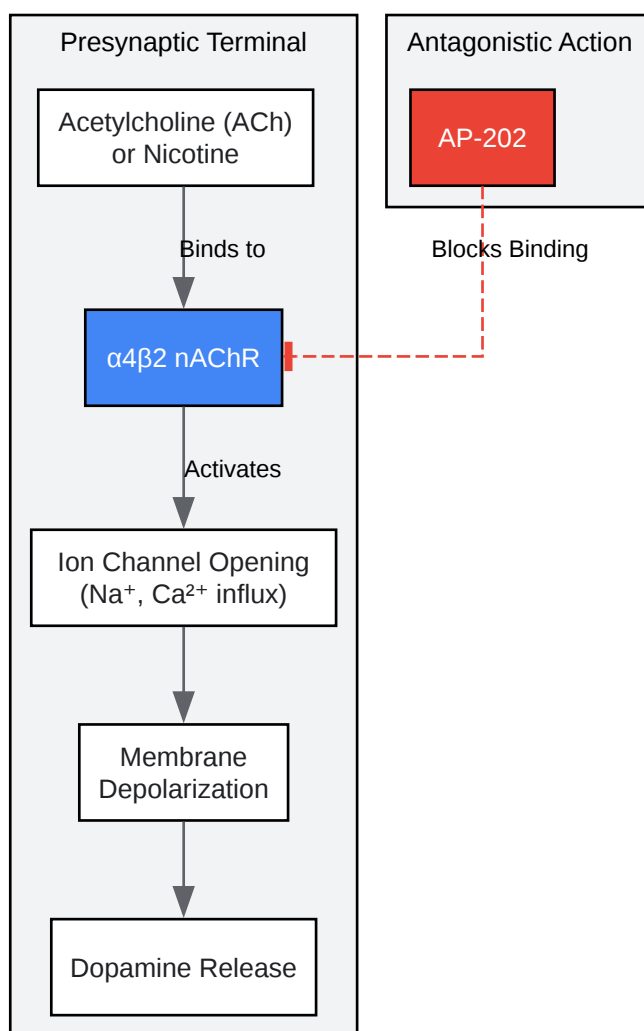 Presynaptic Terminal
Acetylcholine (ACh)
or Nicotine
Binds to
α4β2 nAChR
Activates
Ion Channel Opening
(Na⁺, Ca²⁺ influx)
Membrane
Depolarization
Dopamine Release
Antagonistic Action
AP-202
Blocks Binding